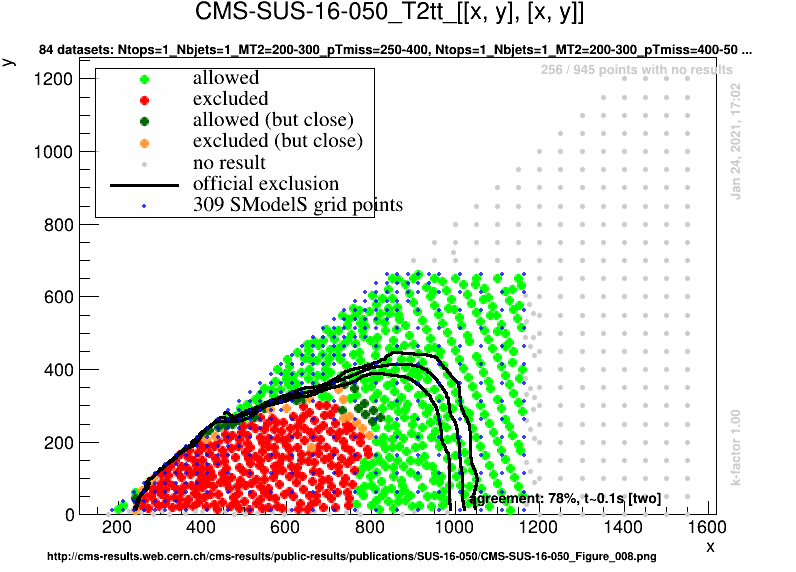 CMS-SUS-16-050_T2tt_[[x, y], [x, y]]
84 datasets: Ntops=1_Nbjets=1_MT2=200-300_pTmiss=250-400, Ntops=1_Nbjets=1_MT2=200-300_pTmiss=400-50 ...
y
256 / 945 points with no results
allowed
excluded
allowed (but close)
excluded (but close)
no result
official exclusion
309 SModelS grid points
Jan 24, 2021, 17:02
k-factor 1.00
1200
1000
800
600
400
200
0
agreement: 78%, t~0.1s [two]
200 400 600 800 1000 1200 1400 1600
x
http://cms-results.web.cern.ch/cms-results/public-results/publications/SUS-16-050/CMS-SUS-16-050_Figure_008.png